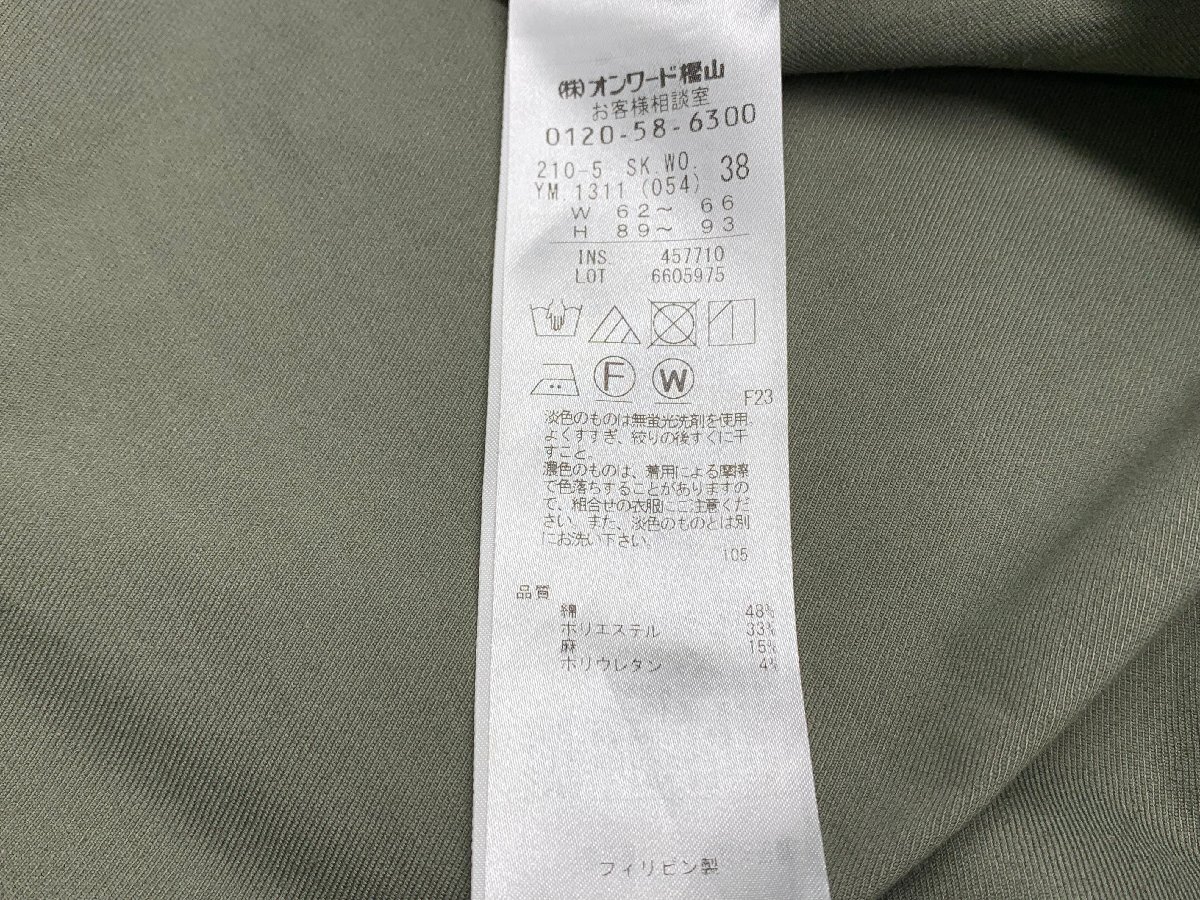 (株)オンワード樫山
お客様相談室
0120-58-6300
210-5 SK.WO. 38
YM.1311 (054)
W 62～ 66
H 89～ 93
INS 457710
LOT 6605975
F W
F23
淡色のものは無蛍光洗剤を使用
よくすすぎ、絞りの後すぐに干
すこと。
濃色のものは、着用による摩擦
で色落ちすることがありますの
で、組合せの衣服にご注意くだ
さい。また、淡色のものとは別
にお洗い下さい。
105
品質
綿 48%
ポリエステル 33%
麻 15%
ポリウレタン 4%
フィリピン製